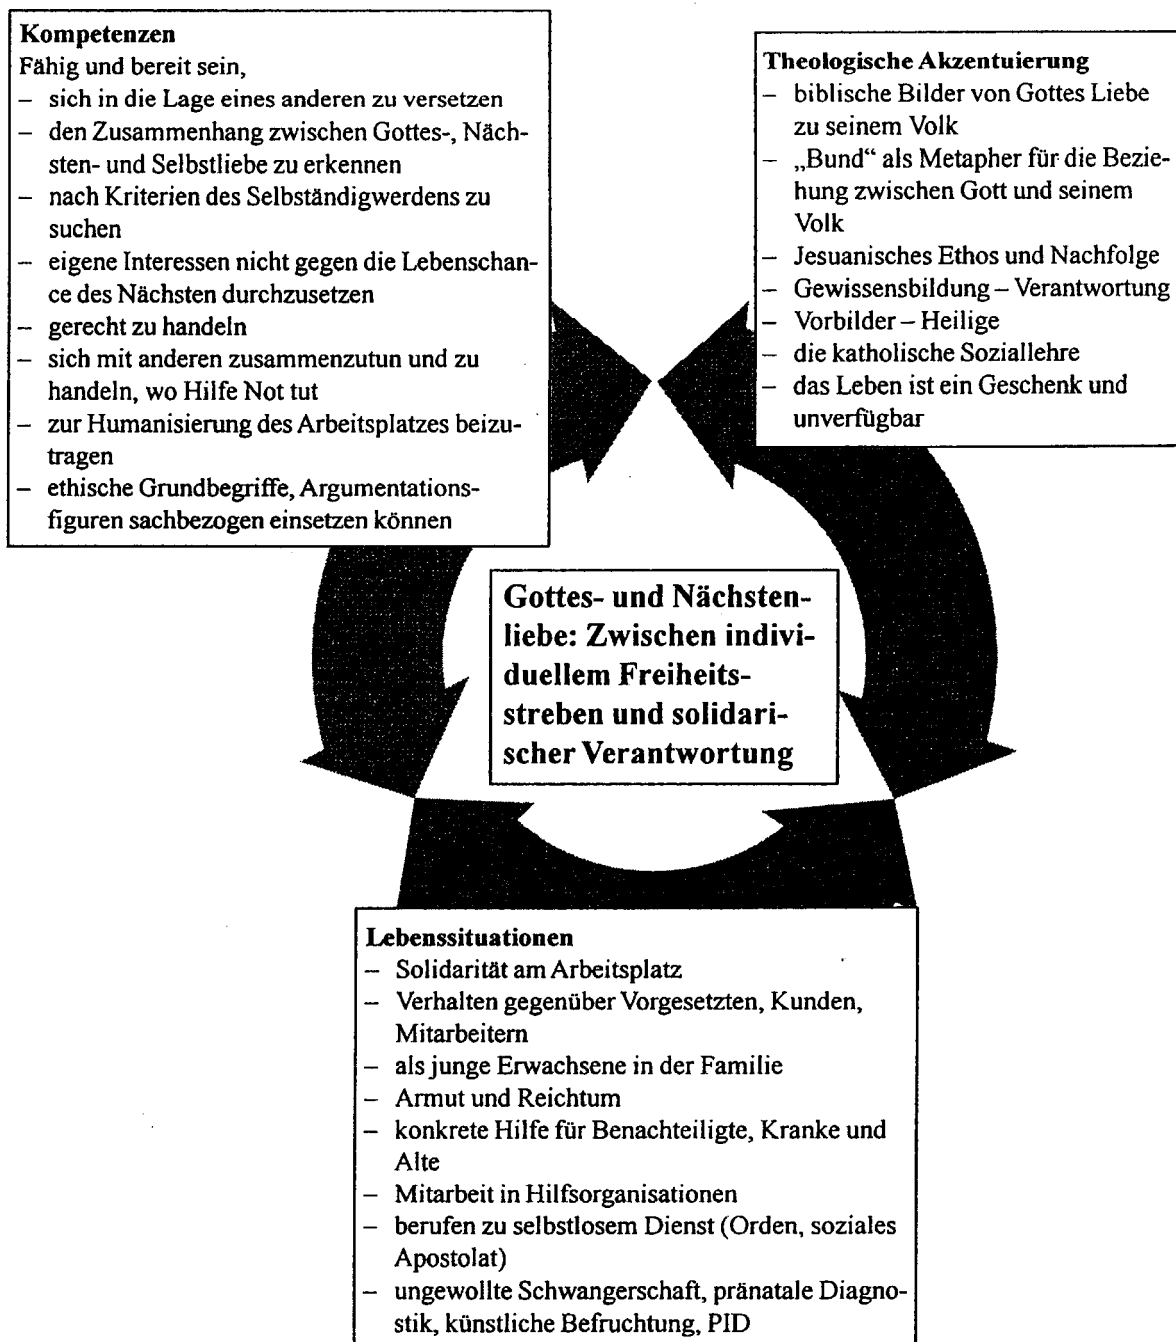 Kompetenzen
Fähig und bereit sein,
– sich in die Lage eines anderen zu versetzen
– den Zusammenhang zwischen Gottes-, Näch-
sten- und Selbstliebe zu erkennen
– nach Kriterien des Selbständigwerdens zu
suchen
– eigene Interessen nicht gegen die Lebenschan-
ce des Nächsten durchzusetzen
– gerecht zu handeln
– sich mit anderen zusammenzutun und zu
handeln, wo Hilfe Not tut
– zur Humanisierung des Arbeitsplatzes beizu-
tragen
– ethische Grundbegriffe, Argumentations-
figuren sachbezogen einsetzen können
Theologische Akzentuierung
– biblische Bilder von Gottes Liebe
zu seinem Volk
– „Bund“ als Metapher für die Bezie-
hung zwischen Gott und seinem
Volk
– Jesuanisches Ethos und Nachfolge
– Gewissensbildung – Verantwortung
– Vorbilder – Heilige
– die katholische Soziallehre
– das Leben ist ein Geschenk und
unverfügbar
Gottes- und Nächsten-
liebe: Zwischen indivi-
duellem Freiheits-
streben und solidari-
scher Verantwortung
Lebenssituationen
– Solidarität am Arbeitsplatz
– Verhalten gegenüber Vorgesetzten, Kunden,
Mitarbeitern
– als junge Erwachsene in der Familie
– Armut und Reichtum
– konkrete Hilfe für Benachteiligte, Kranke und
Alte
– Mitarbeit in Hilfsorganisationen
– berufen zu selbstlosem Dienst (Orden, soziales
Apostolat)
– ungewollte Schwangerschaft, pränatale Diagno-
stik, künstliche Befruchtung, PID